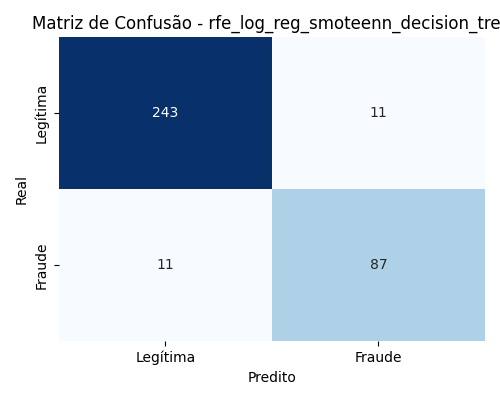 Matriz de Confusão - rfe_log_reg_smoteenn_decision_tre
Legítima
243
11
Real
Fraude
11
87
Legítima
Fraude
Predito